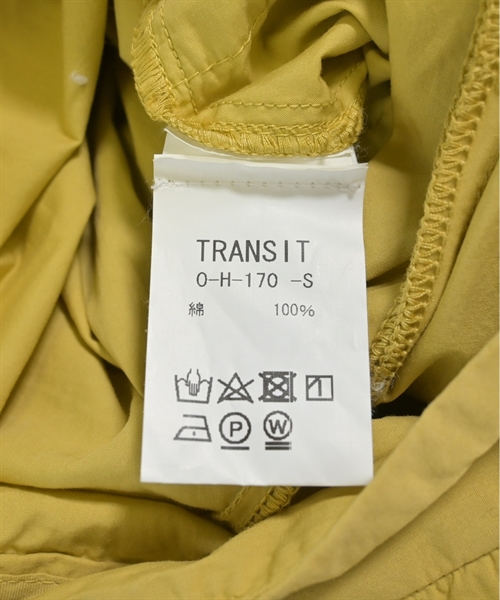 TRANSIT
O-H-170 -S
綿 100%
P W